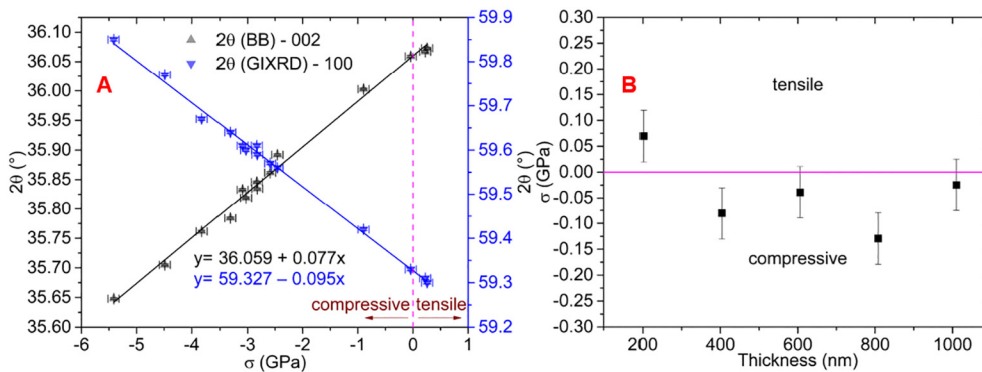 A
2θ (BB) - 002
2θ (GIXRD) - 100
y= 36.059 + 0.077x
y= 59.327 – 0.095x
compressive tensile
36.10
36.05
36.00
35.95
35.90
35.85
35.80
35.75
35.70
35.65
35.60
2θ (°)
59.9
59.8
59.7
59.6
59.5
59.4
59.3
59.2
2θ (°)
-6 -5 -4 -3 -2 -1 0 1
σ (GPa)
B
tensile
compressive
0.30
0.25
0.20
0.15
0.10
0.05
0.00
-0.05
-0.10
-0.15
-0.20
-0.25
-0.30
σ (GPa)
200 400 600 800 1000
Thickness (nm)